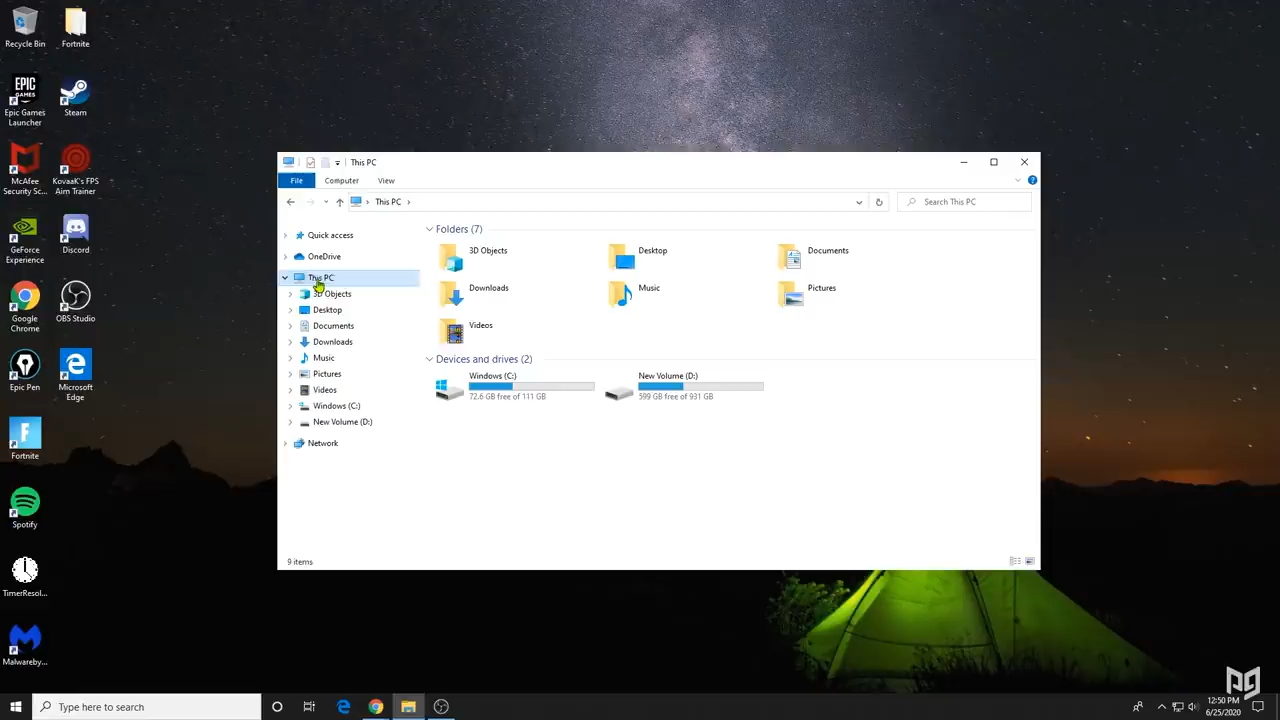 Recycle Bin
Fortnite
EPIC GAMES
Epic Games
Launcher
Steam
McAfee
Security Sc...
KovaaK's FPS
Aim Trainer
GeForce
Experience
Discord
Google
Chrome
OBS Studio
Epic Pen
Microsoft
Edge
Fortnite
Spotify
TimerResol...
Malwareby...
This PC
File
Computer
View
This PC
Search This PC
Quick access
OneDrive
This PC
3D Objects
Desktop
Documents
Downloads
Music
Pictures
Videos
Windows (C:)
New Volume (D:)
Network
Folders (7)
3D Objects
Desktop
Documents
Downloads
Music
Pictures
Videos
Devices and drives (2)
Windows (C:)
72.6 GB free of 111 GB
New Volume (D:)
599 GB free of 931 GB
9 items
Type here to search
12:50 PM
6/25/2020